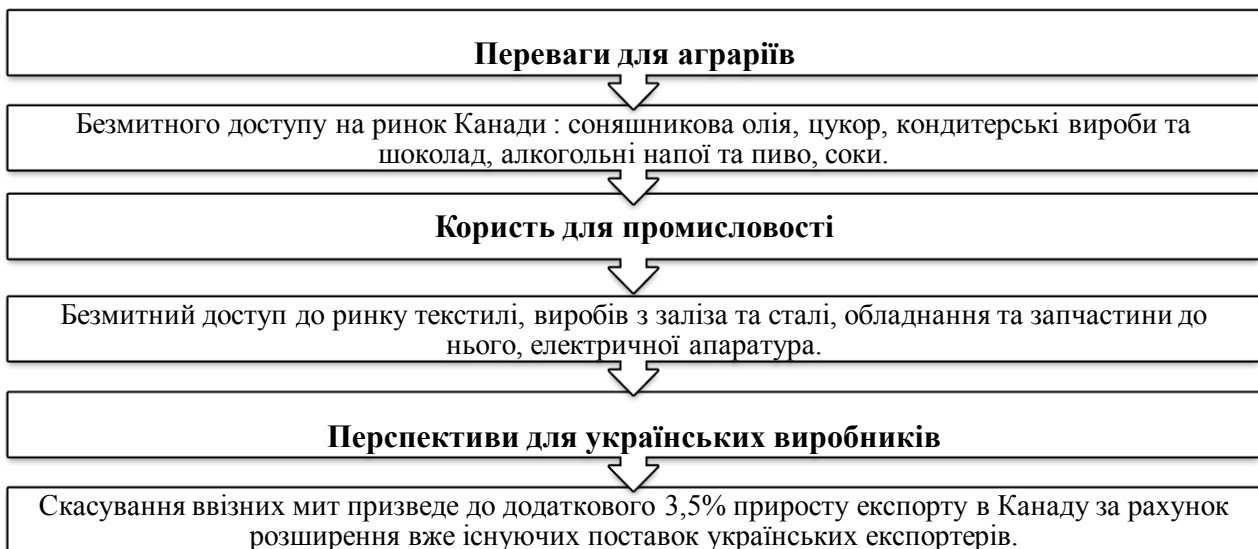 Переваги для аграріїв
Безмитного доступу на ринок Канади : соняшникова олія, цукор, кондитерські вироби та
шоколад, алкогольні напої та пиво, соки.
Користь для промисловості
Безмитний доступ до ринку текстилі, виробів з заліза та сталі, обладнання та запчастини до
нього, електричної апаратура.
Перспективи для українських виробників
Скасування ввізних мит призведе до додаткового 3,5% приросту експорту в Канаду за рахунок
розширення вже існуючих поставок українських експортерів.